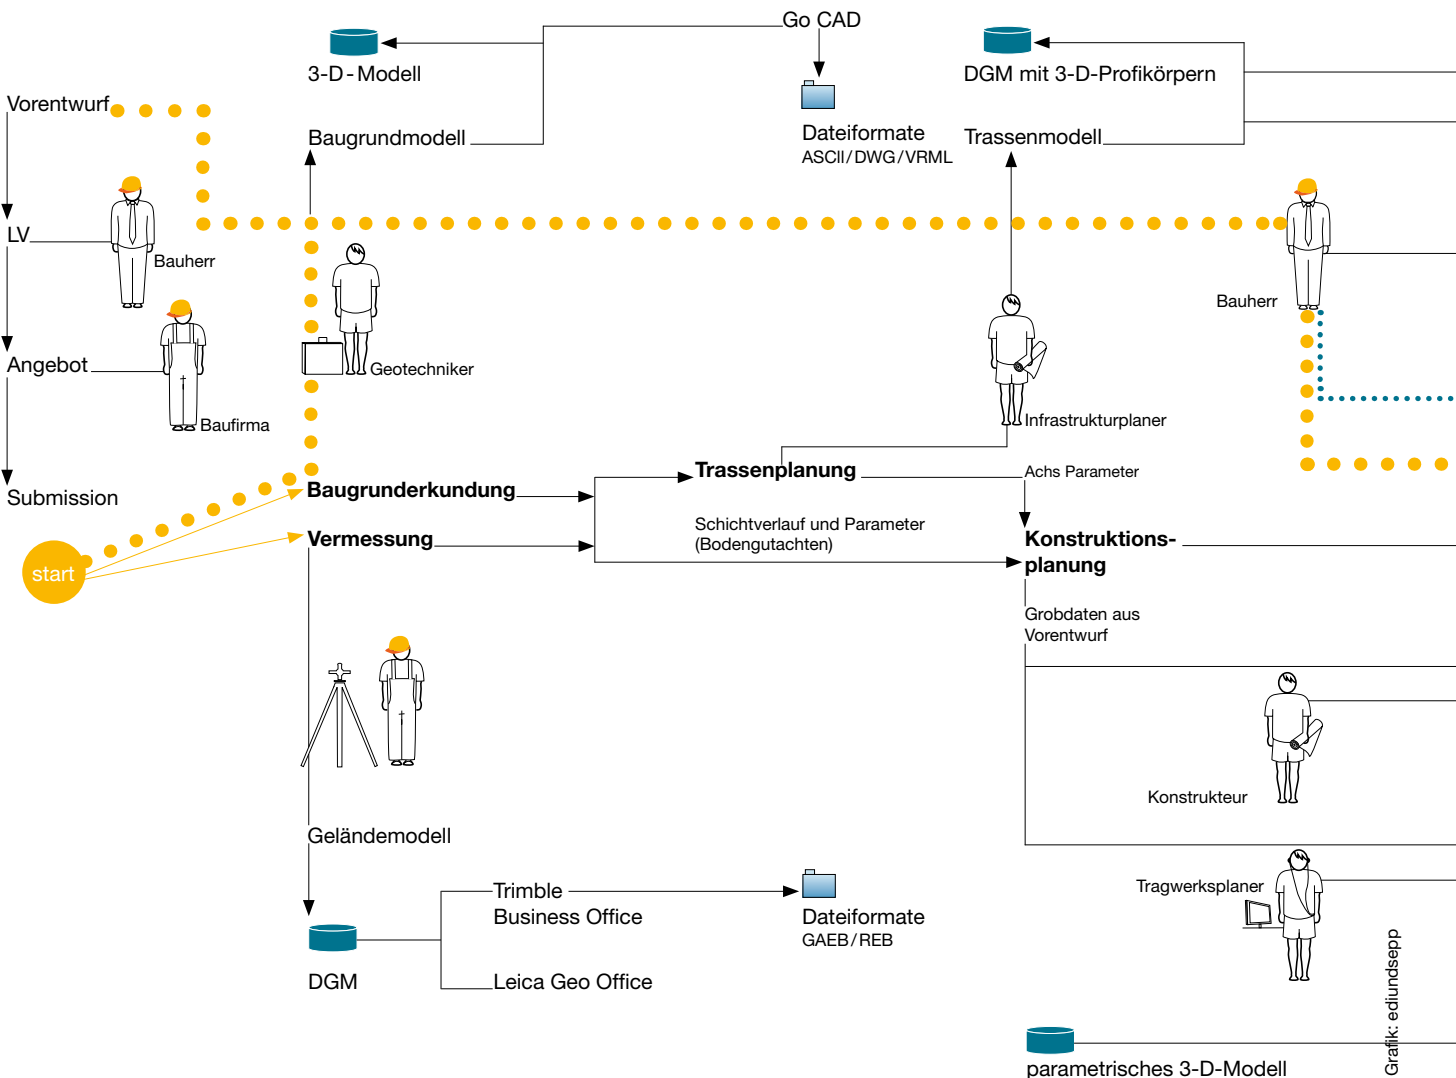 Go CAD
3-D-Modell
DGM mit 3-D-Profikörpern
Vorentwurf
Baugrundmodell
Dateiformate
ASCII/DWG/VRML
Trassenmodell
LV
Bauherr
Bauherr
Angebot
Geotechniker
Baufirma
Infrastrukturplaner
Submission
Baugrunderkundung
Trassenplanung
Achs Parameter
Schichtverlauf und Parameter
(Bodengutachten)
Vermessung
Konstruktions-
planung
start
Grobdaten aus
Vorentwurf
Konstrukteur
Geländemodell
Tragwerksplaner
Trimble
Business Office
Dateiformate
GAEB/REB
DGM
Leica Geo Office
parametrisches 3-D-Modell
Grafik: ediundsepp